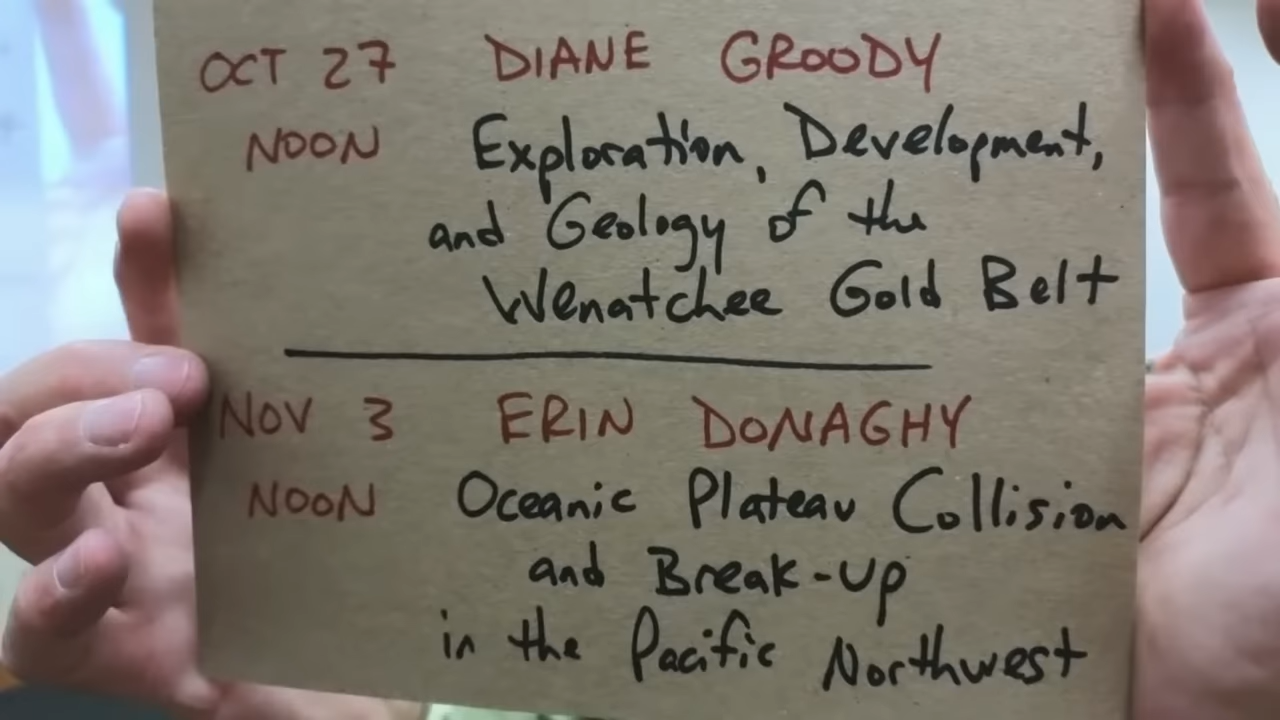 OCT 27 DIANE GROODY
NOON Exploration, Development,
and Geology of the
Wenatchee Gold Belt
NOV 3 ERIN DONAGHY
NOON Oceanic Plateau Collision
and Break-up
in the Pacific Northwest